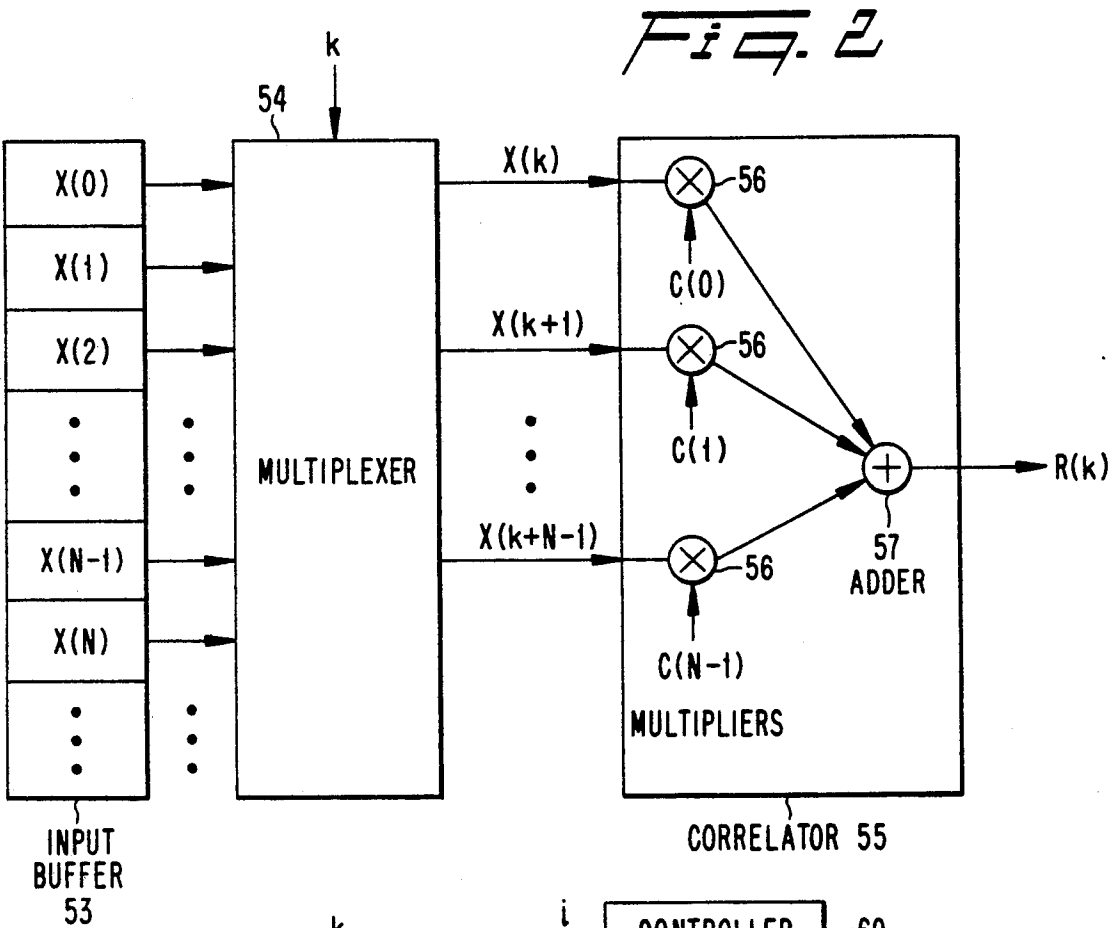 Fig. 2
k
54
X(0)
X(1)
X(2)
X(N-1)
X(N)
INPUT
BUFFER
53
MULTIPLEXER
X(k)
X(k+1)
X(k+N-1)
56
C(0)
56
C(1)
56
C(N-1)
MULTIPLIERS
57
ADDER
R(k)
CORRELATOR 55
k
i
CONTROLLER
60